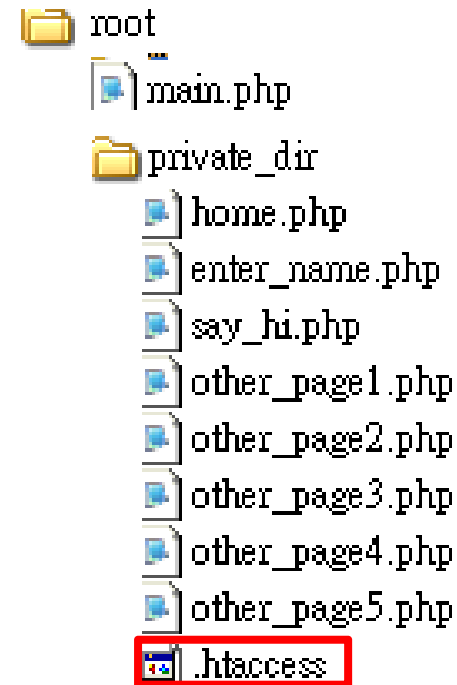 root
main.php
private_dir
home.php
enter_name.php
say_hi.php
other_page1.php
other_page2.php
other_page3.php
other_page4.php
other_page5.php
.htaccess